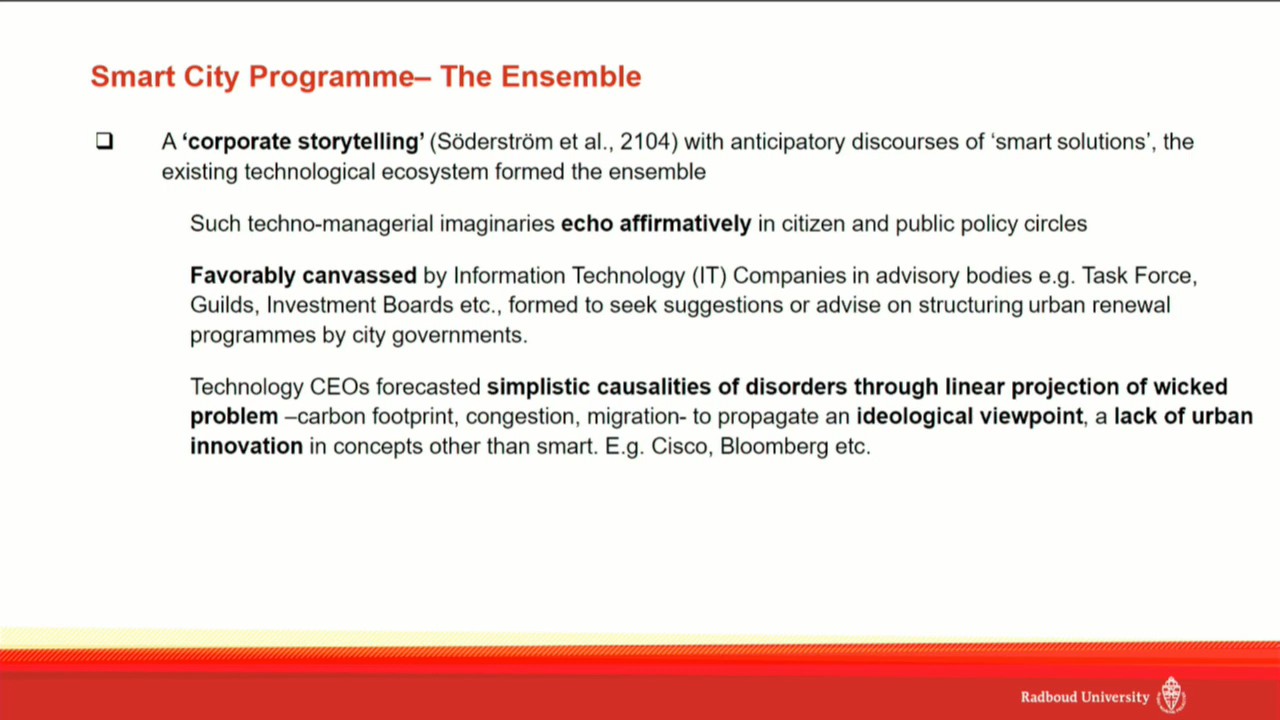 Smart City Programme– The Ensemble
A ‘corporate storytelling’ (Söderström et al., 2104) with anticipatory discourses of ‘smart solutions’, the
existing technological ecosystem formed the ensemble
Such techno-managerial imaginaries echo affirmatively in citizen and public policy circles
Favorably canvassed by Information Technology (IT) Companies in advisory bodies e.g. Task Force,
Guilds, Investment Boards etc., formed to seek suggestions or advise on structuring urban renewal
programmes by city governments.
Technology CEOs forecasted simplistic causalities of disorders through linear projection of wicked
problem –carbon footprint, congestion, migration- to propagate an ideological viewpoint, a lack of urban
innovation in concepts other than smart. E.g. Cisco, Bloomberg etc.
Radboud University